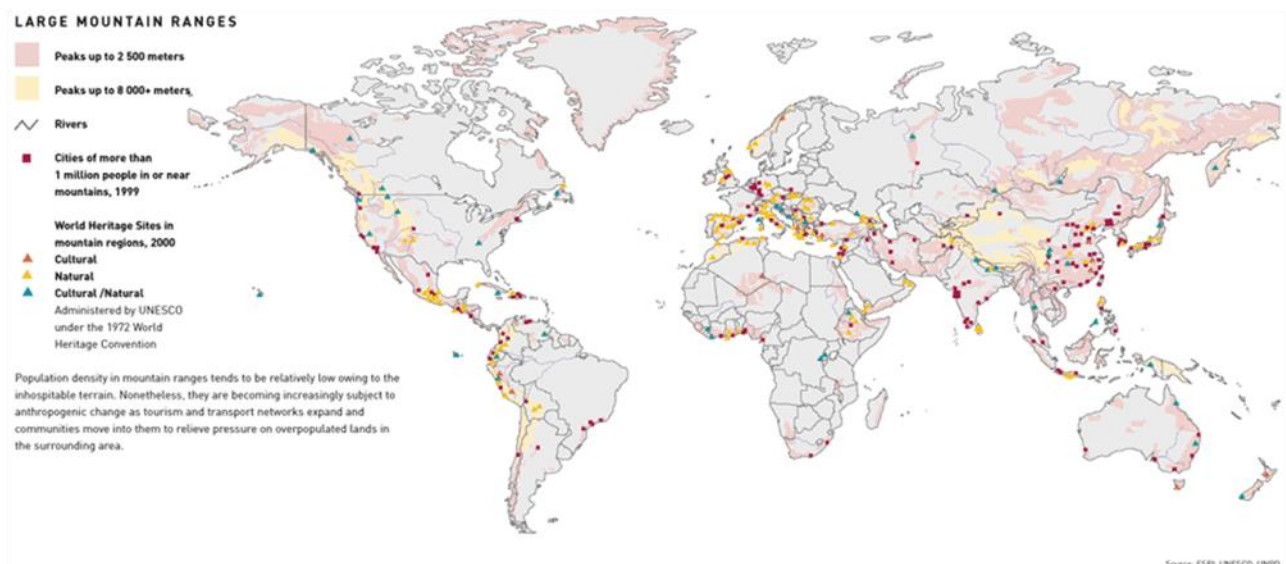 LARGE MOUNTAIN RANGES
Peaks up to 2 500 meters
Peaks up to 8 000+ meters
Rivers
Cities of more than
1 million people in or near
mountains, 1999
World Heritage Sites in
mountain regions, 2000
Cultural
Natural
Cultural /Natural
Administered by UNESCO
under the 1972 World
Heritage Convention
Population density in mountain ranges tends to be relatively low owing to the
inhospitable terrain. Nonetheless, they are becoming increasingly subject to
anthropogenic change as tourism and transport networks expand and
communities move into them to relieve pressure on overpopulated lands in
the surrounding area.
Source: ESRI, UNESCO, UNPD